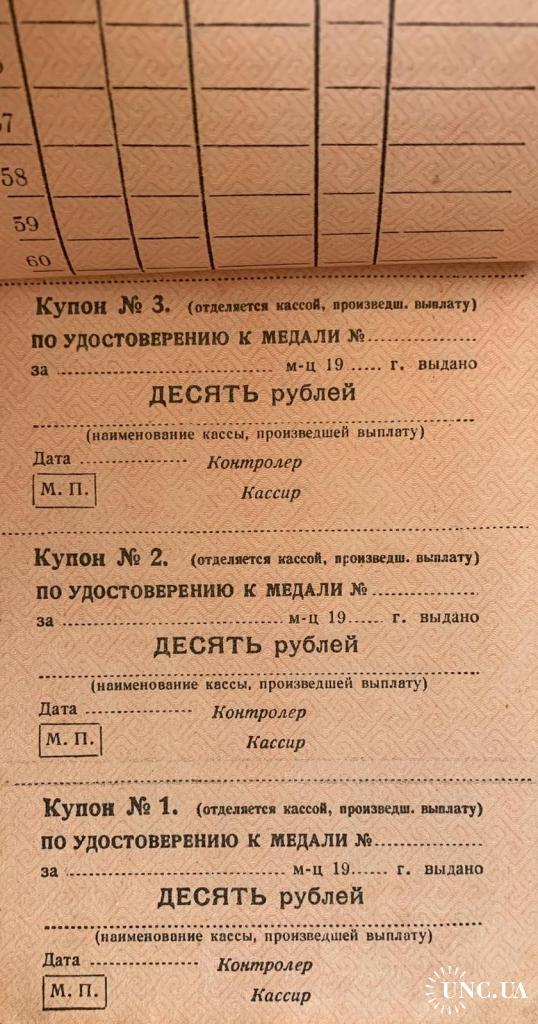 7
58
59
60
Купон № 3. (отделяется кассой, произведш. выплату)
ПО УДОСТОВЕРЕНИЮ К МЕДАЛИ №....................
за ........................................ м-ц 19 ..... г. выдано
ДЕСЯТЬ рублей
(наименование кассы, произведшей выплату)
Дата .................. Контролер
М. П. Кассир
Купон № 2. (отделяется кассой, произведш. выплату)
ПО УДОСТОВЕРЕНИЮ К МЕДАЛИ №....................
за ........................................ м-ц 19...... г. выдано
ДЕСЯТЬ рублей
(наименование кассы, произведшей выплату)
Дата .................. Контролер
М. П. Кассир
Купон № 1. (отделяется кассой, произведш. выплату)
ПО УДОСТОВЕРЕНИЮ К МЕДАЛИ №....................
за ........................................ м-ц 19...... г. выдано
ДЕСЯТЬ рублей
(наименование кассы, произведшей выплату)
Дата .................. Контролер
М. П. Кассир
UNC.UA